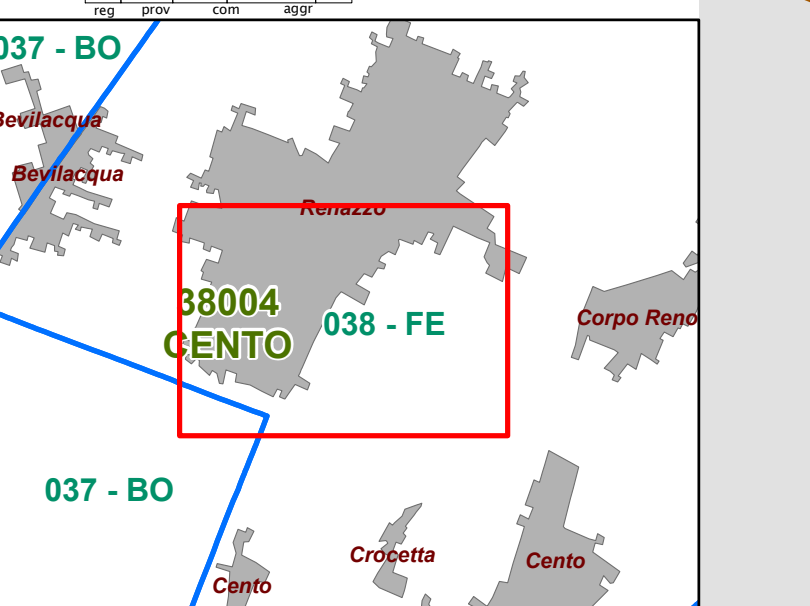 reg prov com aggr
037 - BO
Bevilacqua
Bevilacqua
Renazzo
38004
CENTO
038 - FE
Corpo Reno
037 - BO
Crocetta
Cento
Cento